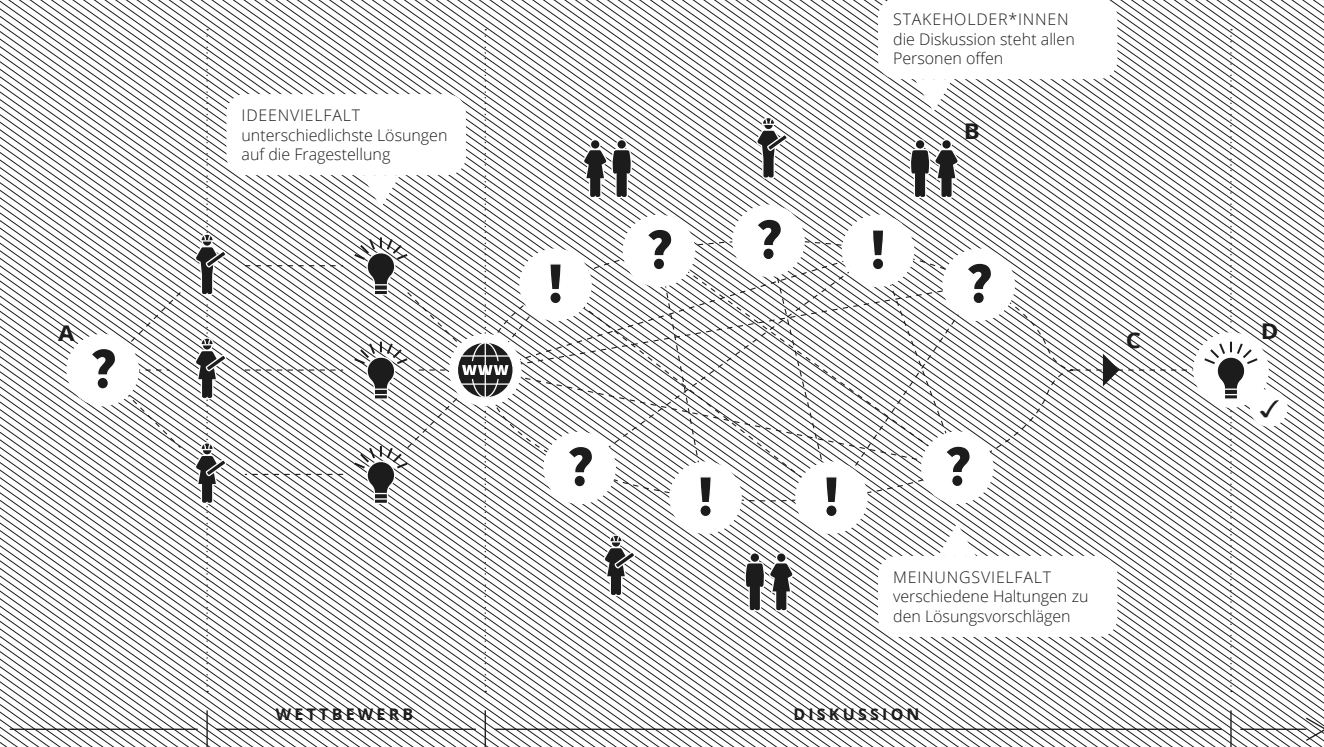 STAKEHOLDER*INNEN
die Diskussion steht allen
Personen offen
IDEENVIELFALT
unterschiedlichste Lösungen
auf die Fragestellung
B
?
?
!
!
?
A
?
WWW
C
D
?
!
!
?
MEINUNGSVIELFALT
verschiedene Haltungen zu
den Lösungsvorschlägen
WETTBEWERB
DISKUSSION